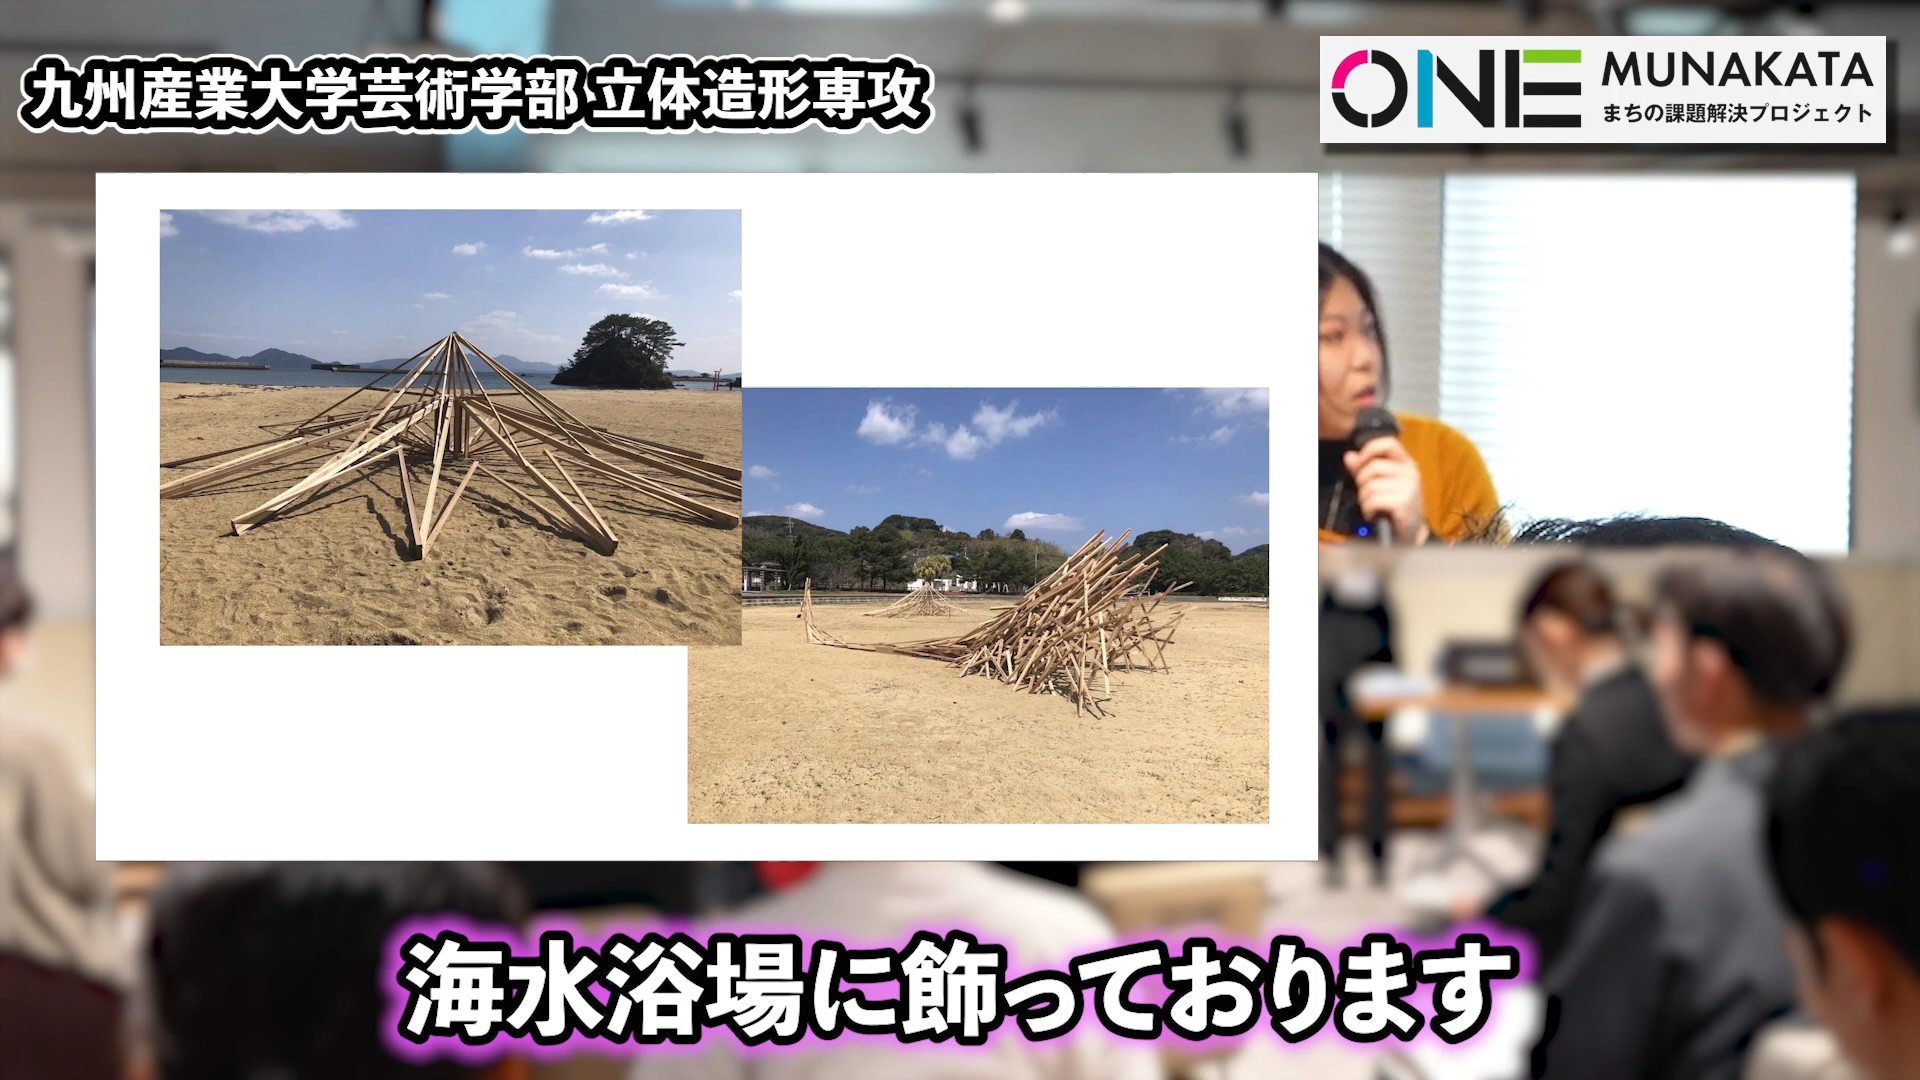 九州産業大学芸術学部 立体造形専攻
ONE MUNAKATA
まちの課題解決プロジェクト
海水浴場に飾っております